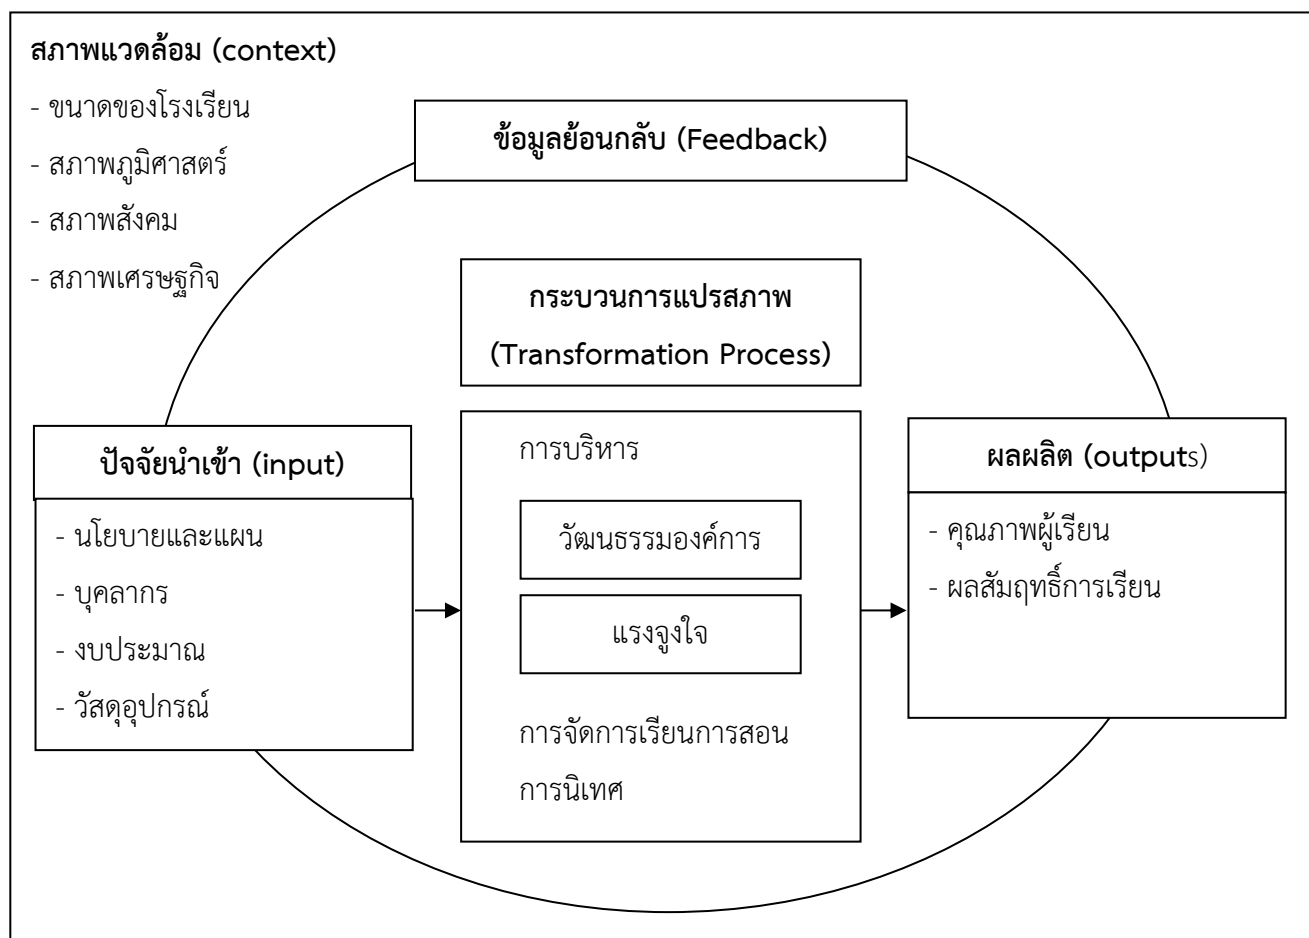 สภาพแวดล้อม (context)
- ขนาดของโรงเรียน
- สภาพภูมิศาสตร์
- สภาพสังคม
- สภาพเศรษฐกิจ
ข้อมูลย้อนกลับ (Feedback)
กระบวนการแปรสภาพ
(Transformation Process)
ปัจจัยนำเข้า (input)
- นโยบายและแผน
- บุคลากร
- งบประมาณ
- วัสดุอุปกรณ์
การบริหาร
วัฒนธรรมองค์การ
แรงจูงใจ
การจัดการเรียนการสอน
การนิเทศ
ผลผลิต (outputs)
- คุณภาพผู้เรียน
- ผลสัมฤทธิ์การเรียน